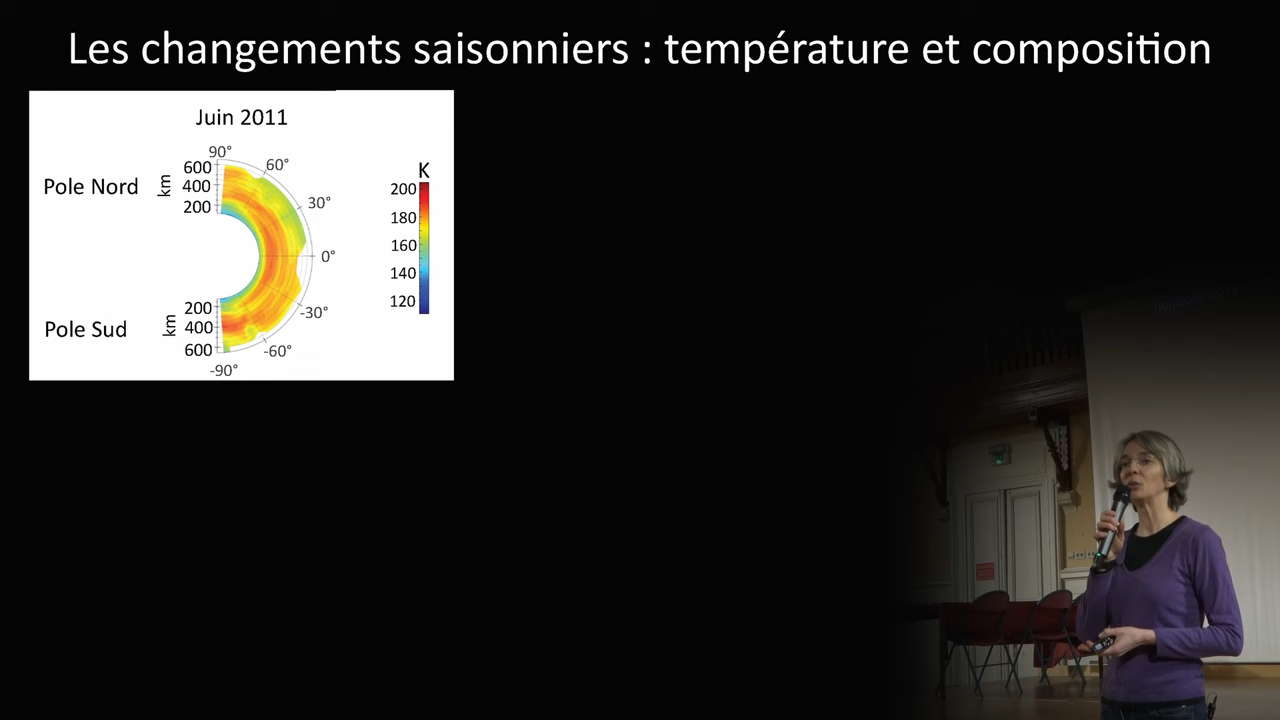 Les changements saisonniers : température et composition
Juin 2011
90°
60°
30°
0°
-30°
-60°
-90°
Pole Nord
km
600
400
200
Pole Sud
km
200
400
600
K
200
180
160
140
120